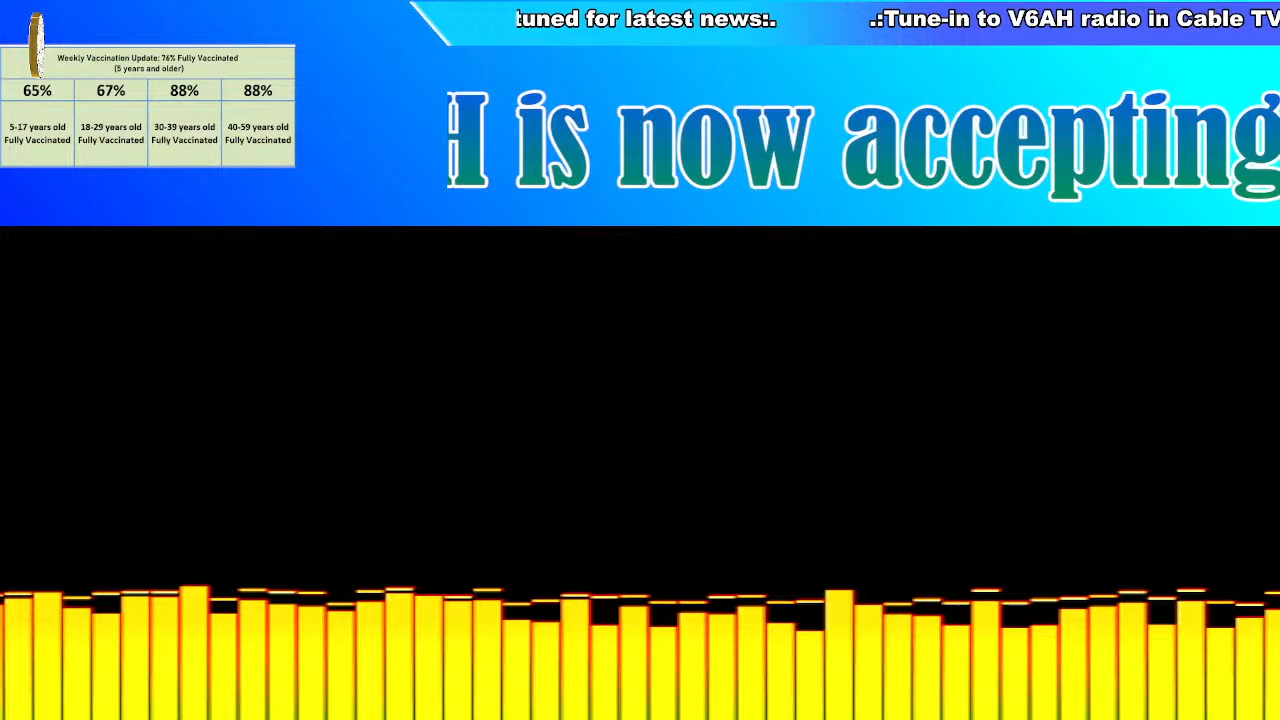 tuned for latest news:.
.:Tune-in to V6AH radio in Cable TV
Weekly Vaccination Update: 76% Fully Vaccinated
(5 years and older)
65% 67% 88% 88%
5-17 years old 18-29 years old 30-39 years old 40-59 years old
Fully Vaccinated Fully Vaccinated Fully Vaccinated Fully Vaccinated
H is now accepting